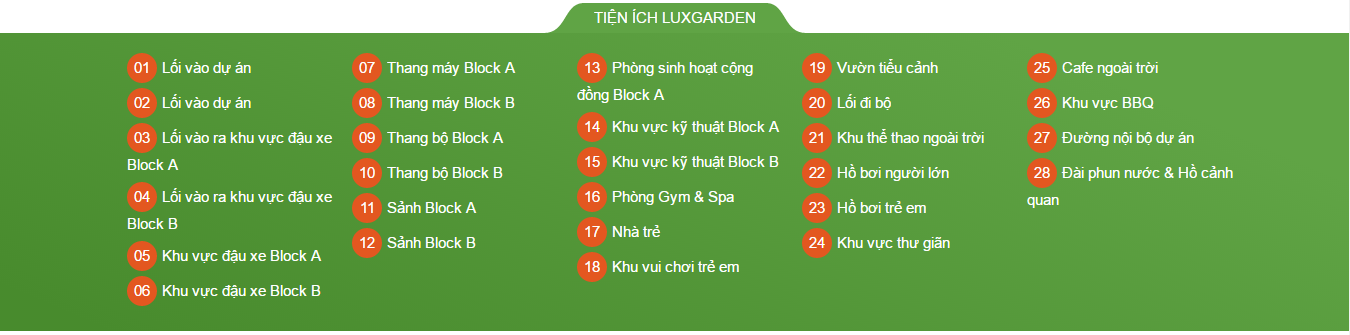 TIỆN ÍCH LUXGARDEN
01 Lối vào dự án
02 Lối vào dự án
03 Lối vào ra khu vực đậu xe
Block A
04 Lối vào ra khu vực đậu xe
Block B
05 Khu vực đậu xe Block A
06 Khu vực đậu xe Block B
07 Thang máy Block A
08 Thang máy Block B
09 Thang bộ Block A
10 Thang bộ Block B
11 Sảnh Block A
12 Sảnh Block B
13 Phòng sinh hoạt cộng
đồng Block A
14 Khu vực kỹ thuật Block A
15 Khu vực kỹ thuật Block B
16 Phòng Gym & Spa
17 Nhà trẻ
18 Khu vui chơi trẻ em
19 Vườn tiểu cảnh
20 Lối đi bộ
21 Khu thể thao ngoài trời
22 Hồ bơi người lớn
23 Hồ bơi trẻ em
24 Khu vực thư giãn
25 Cafe ngoài trời
26 Khu vực BBQ
27 Đường nội bộ dự án
28 Đài phun nước & Hồ cảnh
quan